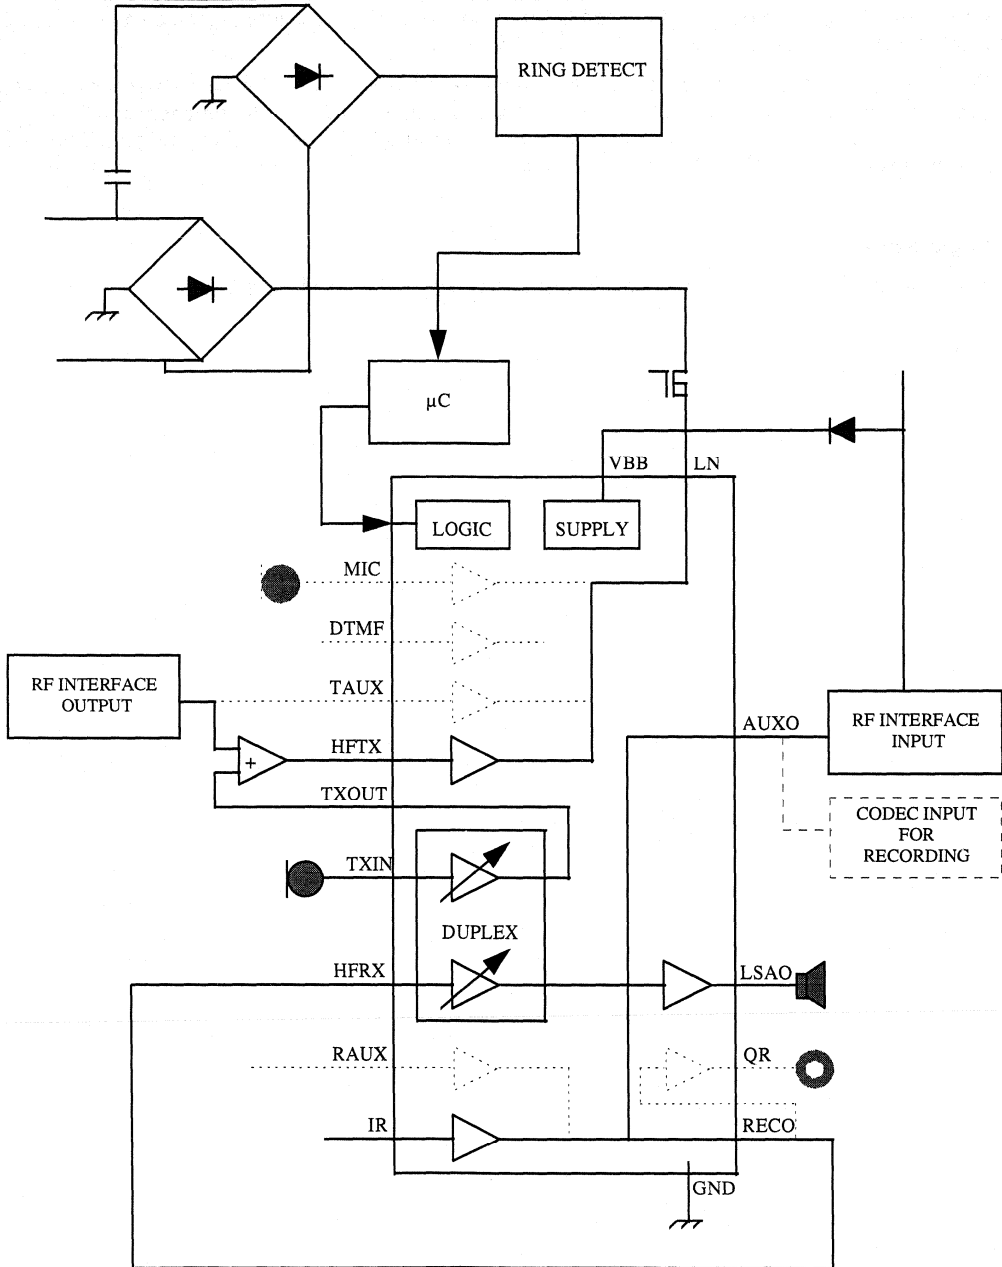 RING DETECT
µC
VBB
LN
LOGIC
SUPPLY
MIC
DTMF
RF INTERFACE
OUTPUT
TAUX
HFTX
+
TXOUT
AUXO
RF INTERFACE
INPUT
CODEC INPUT
FOR
RECORDING
TXIN
DUPLEX
HFRX
LSAO
RAUX
QR
IR
RECO
GND